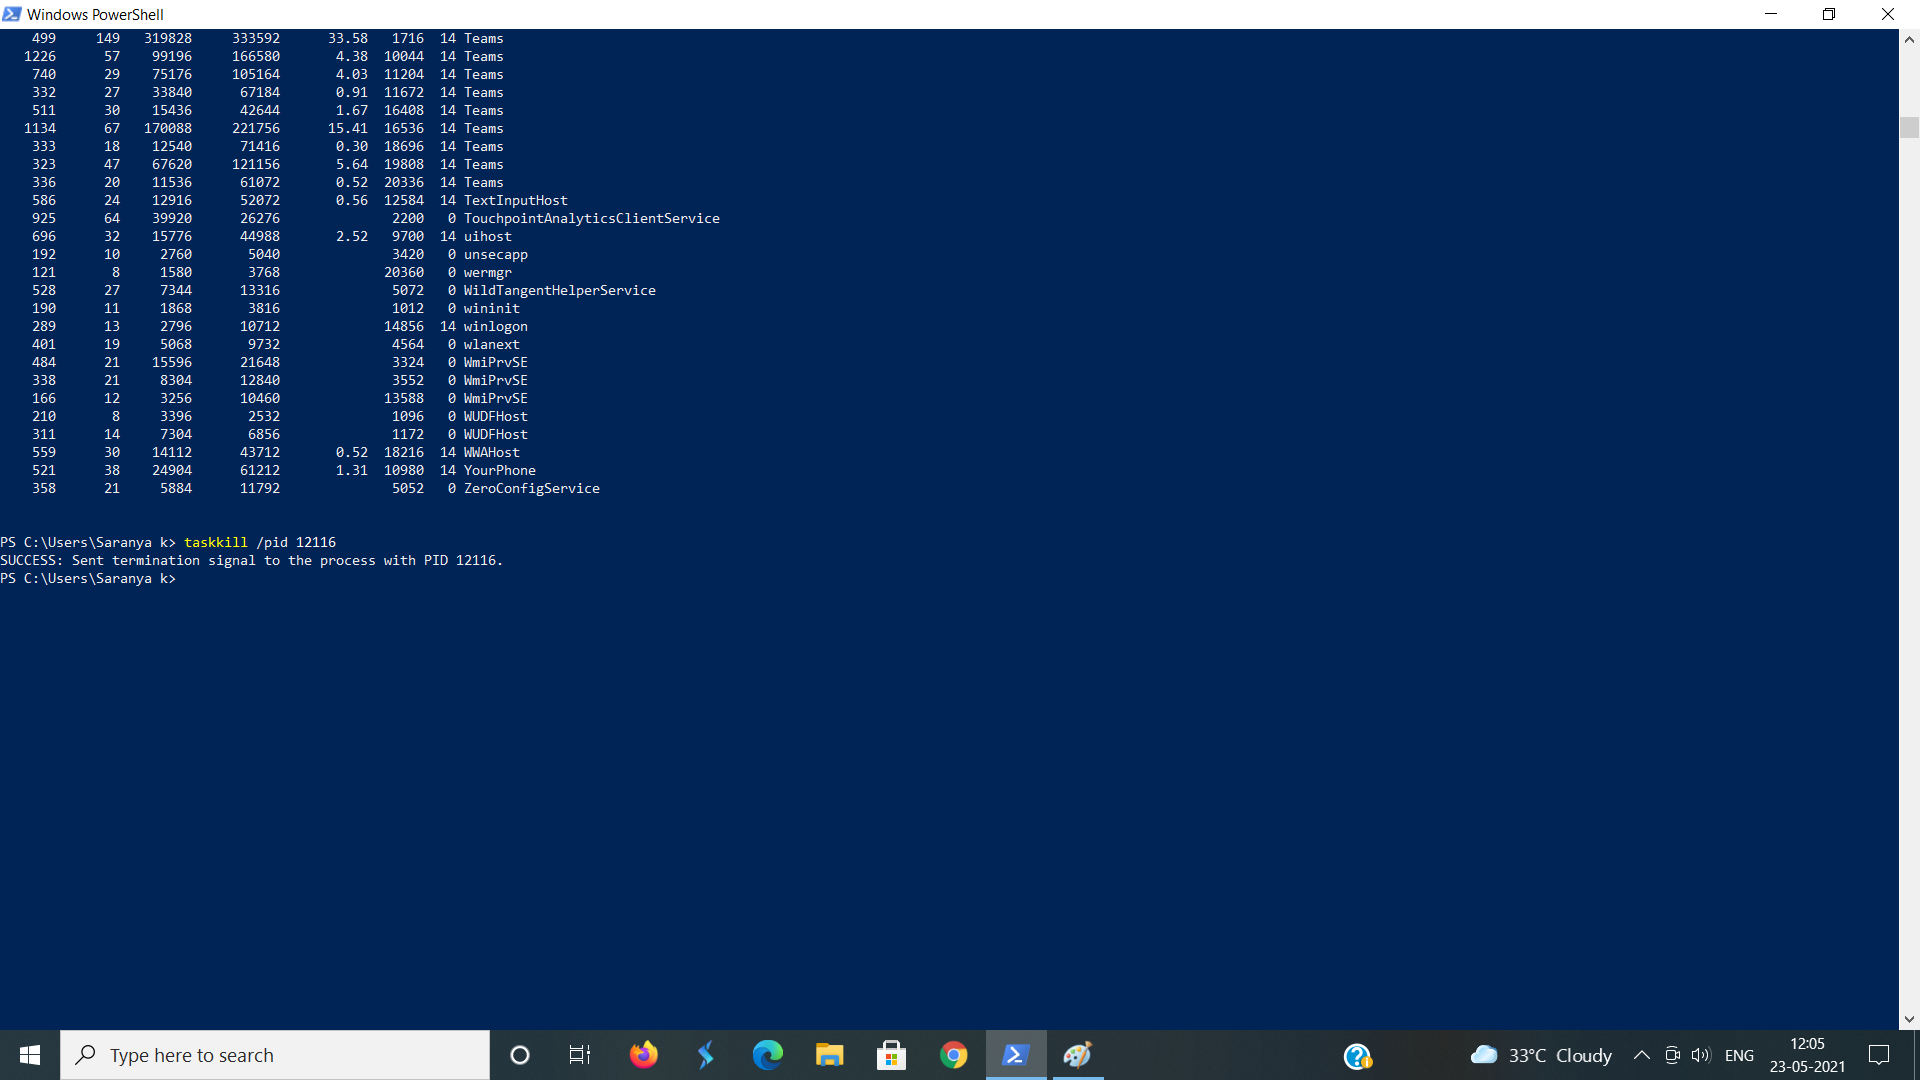 Windows PowerShell
499 149 319828 333592 33.58 1716 14 Teams
1226 57 99196 166580 4.38 10044 14 Teams
740 29 75176 105164 4.03 11204 14 Teams
332 27 33840 67184 0.91 11672 14 Teams
511 30 15436 42644 1.67 16408 14 Teams
1134 67 170088 221756 15.41 16536 14 Teams
333 18 12540 71416 0.30 18696 14 Teams
323 47 67620 121156 5.64 19808 14 Teams
336 20 11536 61072 0.52 20336 14 Teams
586 24 12916 52072 0.56 12584 14 TextInputHost
925 64 39920 26276 2200 0 TouchpointAnalyticsClientService
696 32 15776 44988 2.52 9700 14 uihost
192 10 2760 5040 3420 0 unsecapp
121 8 1580 3768 20360 0 wermgr
528 27 7344 13316 5072 0 WildTangentHelperService
190 11 1868 3816 1012 0 wininit
289 13 2796 10712 14856 14 winlogon
401 19 5068 9732 4564 0 wlanext
484 21 15596 21648 3324 0 WmiPrvSE
338 21 8304 12840 3552 0 WmiPrvSE
166 12 3256 10460 13588 0 WmiPrvSE
210 8 3396 2532 1096 0 WUDFHost
311 14 7304 6856 1172 0 WUDFHost
559 30 14112 43712 0.52 18216 14 WWAHost
521 38 24904 61212 1.31 10980 14 YourPhone
358 21 5884 11792 5052 0 ZeroConfigService
PS C:\Users\Saranya k> taskkill /pid 12116
SUCCESS: Sent termination signal to the process with PID 12116.
PS C:\Users\Saranya k>
Type here to search
33°C Cloudy
ENG
12:05
23-05-2021